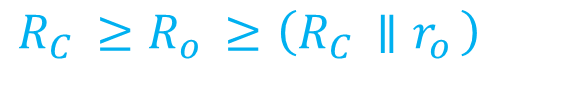 R_C ≥ R_o ≥ (R_C ∥ r_o)